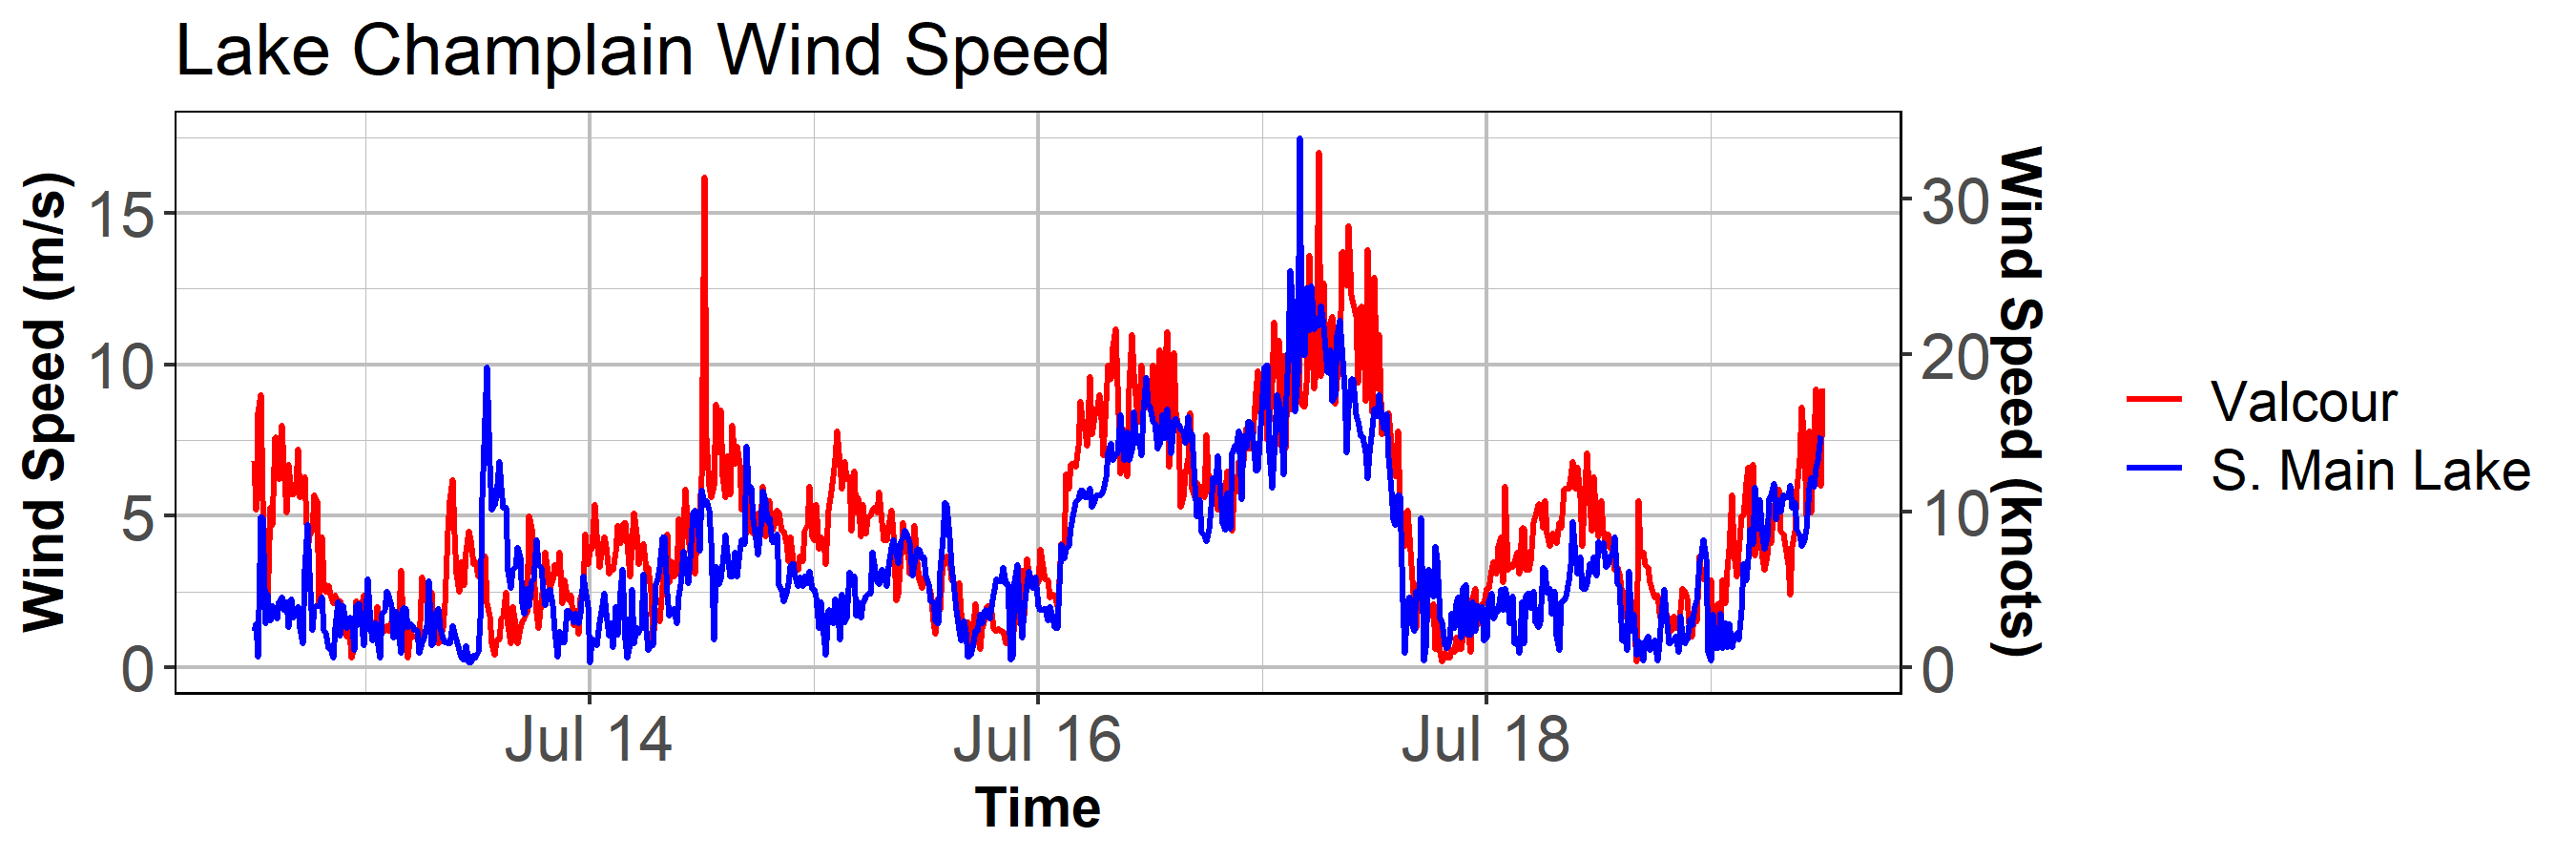 Lake Champlain Wind Speed
Wind Speed (m/s)
15
10
5
0
30
20
10
0
Wind Speed (knots)
Jul 14
Jul 16
Jul 18
Time
Valcour
S. Main Lake